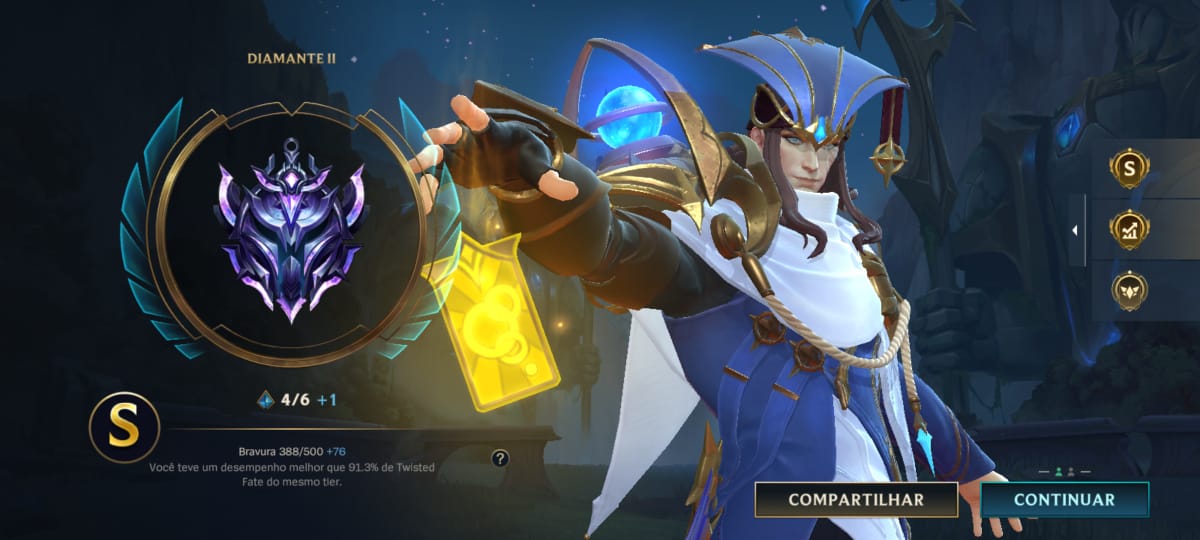 DIAMANTE II
S
4/6 +1
S
Bravura 388/500 +76
Você teve um desempenho melhor que 91.3% de Twisted
Fate do mesmo tier.
?
COMPARTILHAR
CONTINUAR